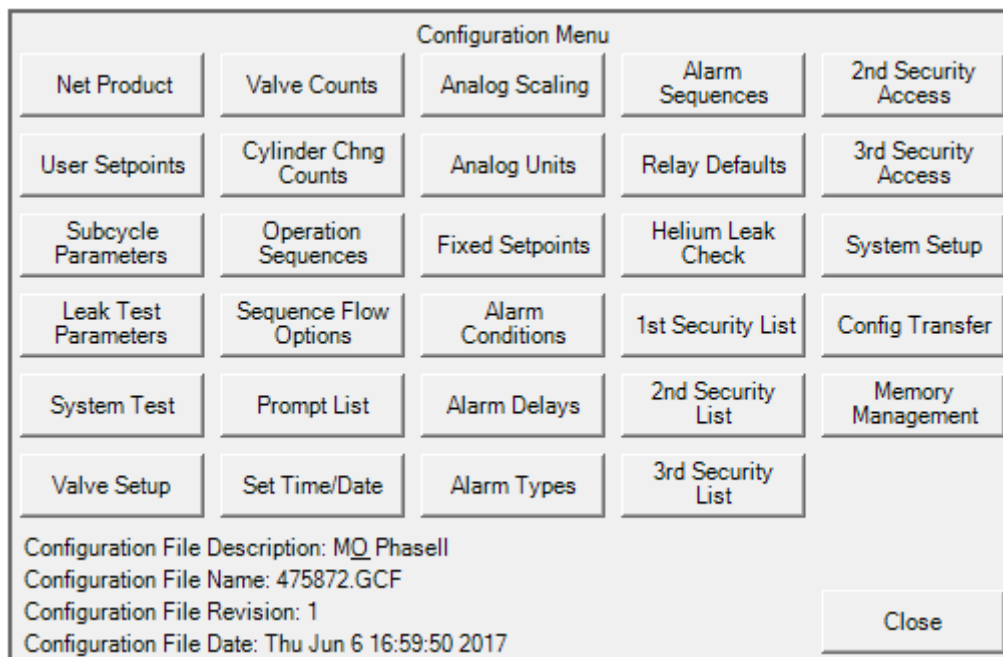 Configuration Menu
Net Product
Valve Counts
Analog Scaling
Alarm
Sequences
2nd Security
Access
User Setpoints
Cylinder Chng
Counts
Analog Units
Relay Defaults
3rd Security
Access
Subcycle
Parameters
Operation
Sequences
Fixed Setpoints
Helium Leak
Check
System Setup
Leak Test
Parameters
Sequence Flow
Options
Alarm
Conditions
1st Security List
Config Transfer
System Test
Prompt List
Alarm Delays
2nd Security
List
Memory
Management
Valve Setup
Set Time/Date
Alarm Types
3rd Security
List
Configuration File Description: MO PhaseII
Configuration File Name: 475872.GCF
Configuration File Revision: 1
Configuration File Date: Thu Jun 6 16:59:50 2017
Close